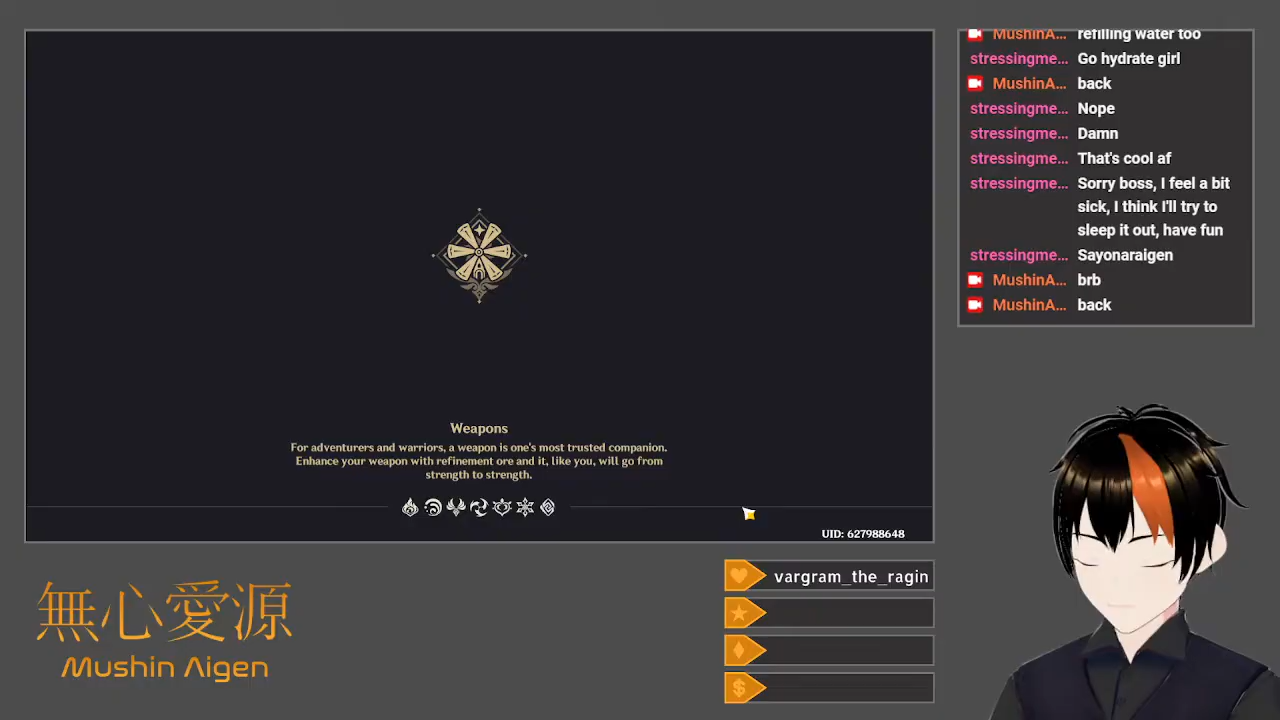 MushinA... refilling water too
stressingme... Go hydrate girl
MushinA... back
stressingme... Nope
stressingme... Damn
stressingme... That's cool af
stressingme... Sorry boss, I feel a bit
sick, I think I'll try to
sleep it out, have fun
stressingme... Sayonaraigen
MushinA... brb
MushinA... back
Weapons
For adventurers and warriors, a weapon is one's most trusted companion.
Enhance your weapon with refinement ore and it, like you, will go from
strength to strength.
UID: 627988648
vargram_the_ragin
無心愛源
Mushin Aigen